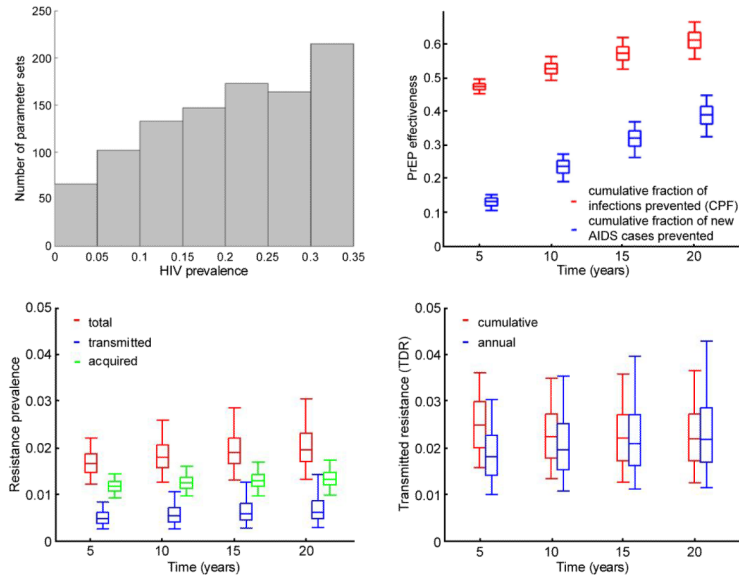 250
200
150
100
50
0
Number of parameter sets
0 0.05 0.1 0.15 0.2 0.25 0.3 0.35
HIV prevalence
0.6
0.5
0.4
0.3
0.2
0.1
PrEP effectiveness
cumulative fraction of
infections prevented (CPF)
cumulative fraction of new
AIDS cases prevented
5 10 15 20
Time (years)
0.05
0.04
0.03
0.02
0.01
0
Resistance prevalence
total
transmitted
acquired
5 10 15 20
Time (years)
0.05
0.04
0.03
0.02
0.01
0.00
Transmitted resistance (TDR)
cumulative
annual
5 10 15 20
Time (years)